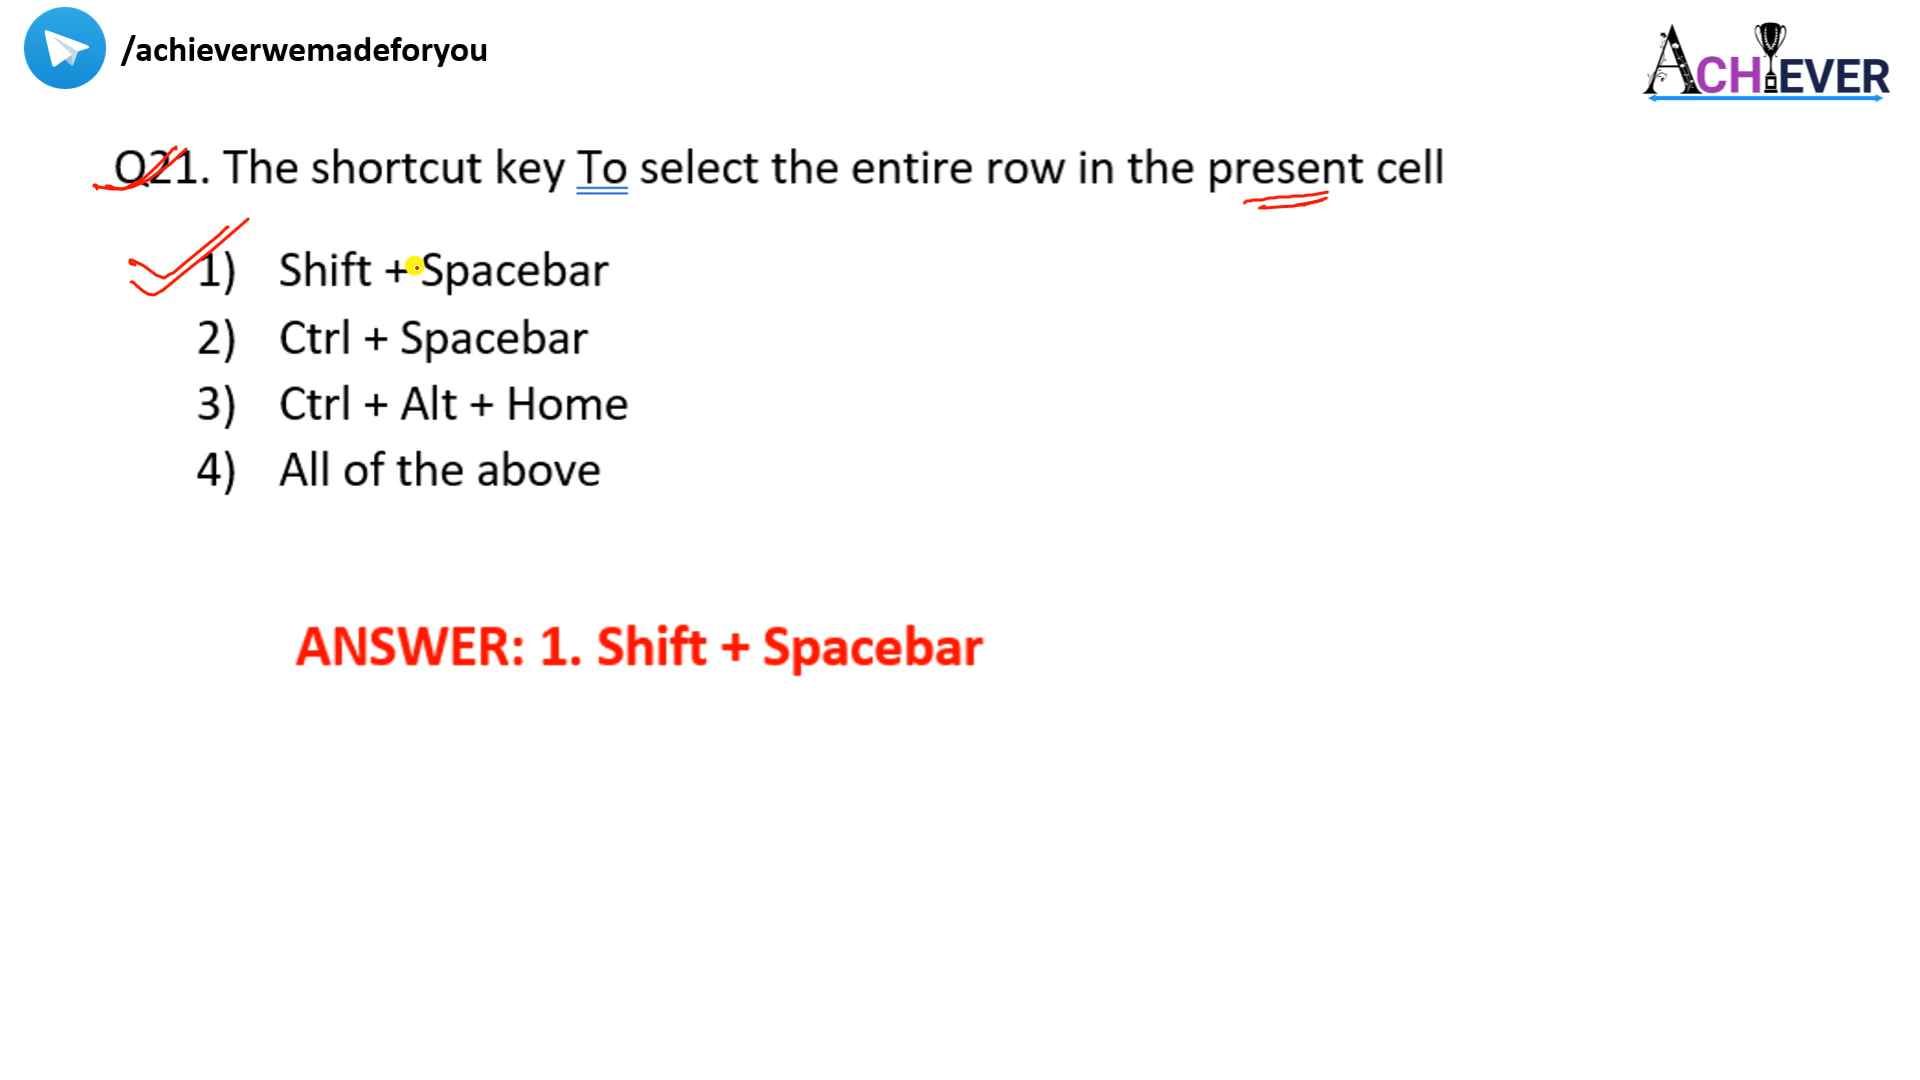 /achieverwemadeforyou
ACHIEVER
Q21. The shortcut key To select the entire row in the present cell
1) Shift + Spacebar
2) Ctrl + Spacebar
3) Ctrl + Alt + Home
4) All of the above
ANSWER: 1. Shift + Spacebar